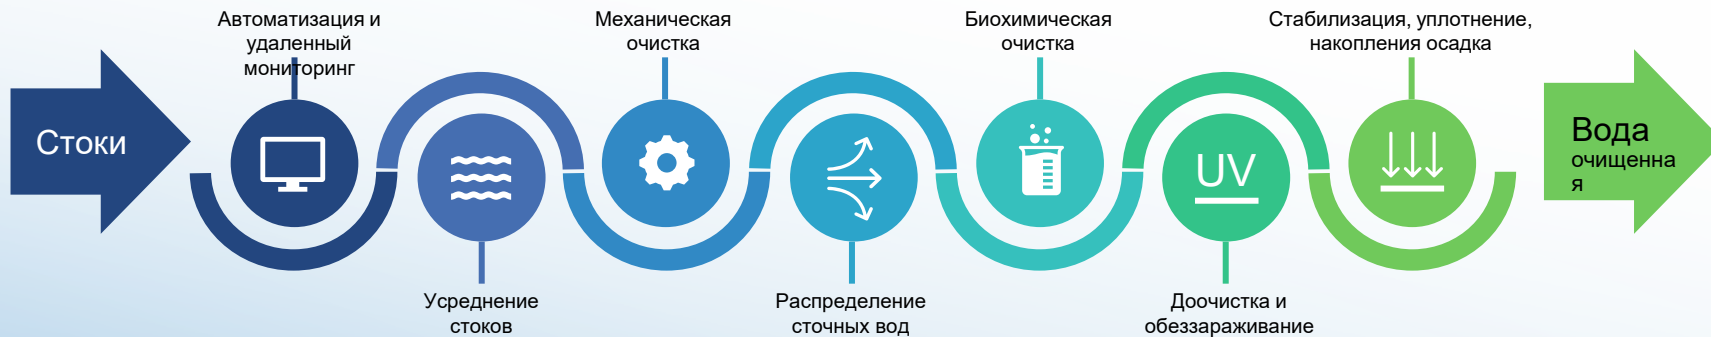 Стоки
Автоматизация и
удаленный
мониторинг
Усреднение
стоков
Механическая
очистка
Распределение
сточных вод
Биохимическая
очистка
UV
Доочистка и
обеззараживание
Стабилизация, уплотнение,
накопления осадка
Вода
очищенна
я